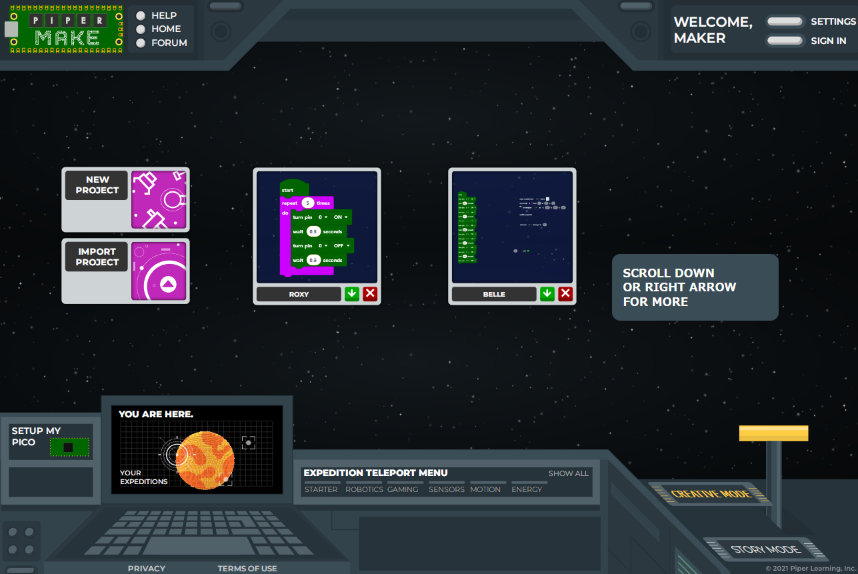 PIPER
MAKE
HELP
HOME
FORUM
WELCOME,
MAKER
SETTINGS
SIGN IN
NEW
PROJECT
IMPORT
PROJECT
start
repeat 5 times
do
turn pin 0 ON
wait 0.5 seconds
turn pin 0 OFF
wait 0.5 seconds
ROXY
BELLE
SCROLL DOWN
OR RIGHT ARROW
FOR MORE
SETUP MY
PICO
YOU ARE HERE.
YOUR
EXPEDITIONS
EXPEDITION TELEPORT MENU
SHOW ALL
STARTER ROBOTICS GAMING SENSORS MOTION ENERGY
CREATIVE MODE
STORY MODE
PRIVACY
TERMS OF USE
© 2021 Piper Learning, Inc.